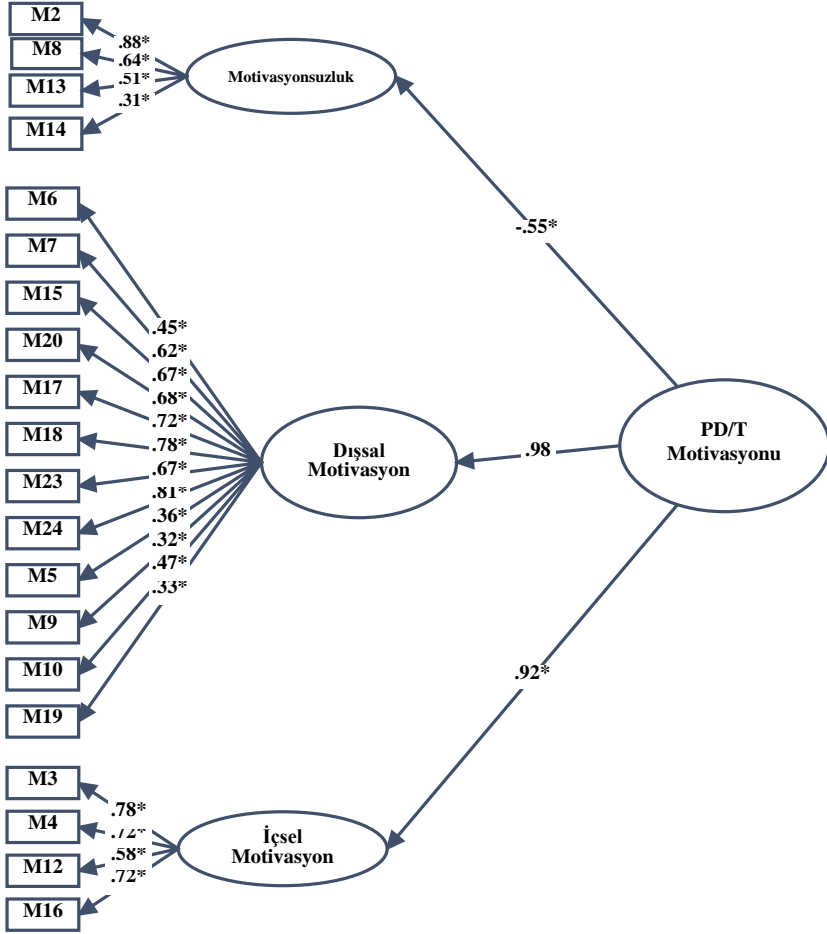 M2
.88*
M8
.64*
M13
.51*
M14
.31*
Motivasyonsuzluk
-.55*
M6
M7
M15
M20
M17
M18
M23
M24
M5
M9
M10
M19
.45*
.62*
.67*
.68*
.72*
.78*
.67*
.81*
.36*
.32*
.47*
.33*
Dışsal
Motivasyon
.98
PD/T
Motivasyonu
.92*
M3
M4
M12
M16
.78*
.72*
.58*
.72*
İçsel
Motivasyon